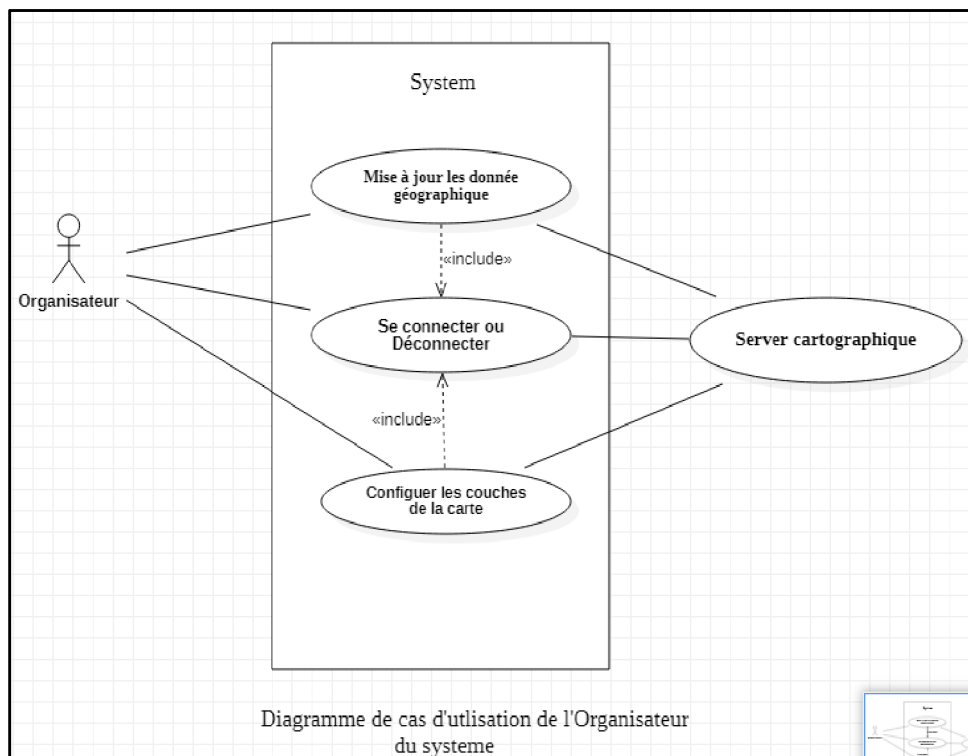 System
Mise à jour les donnée
géographique
«include»
Organisateur
Se connecter ou
Déconnecter
Server cartographique
«include»
Configuer les couches
de la carte
Diagramme de cas d'utlisation de l'Organisateur
du systeme